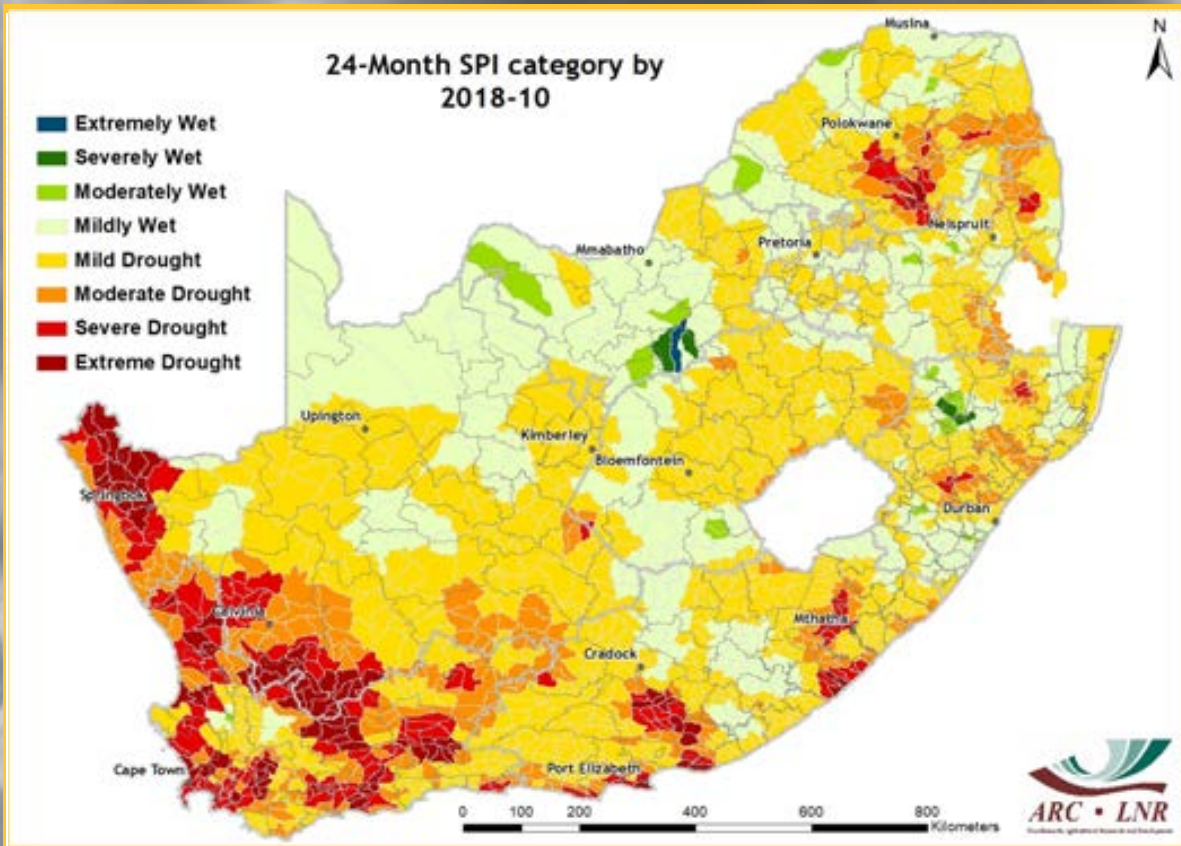 24-Month SPI category by
2018-10
Extremely Wet
Severely Wet
Moderately Wet
Mildly Wet
Mild Drought
Moderate Drought
Severe Drought
Extreme Drought
N
Musina
Polokwane
Nelspruit
Pretoria
Mmabatho
Upington
Kimberley
Bloemfontein
Springbok
Durban
Calvinia
Mthatha
Cradock
Cape Town
Port Elizabeth
0 100 200 400 600 800
Kilometers
ARC • LNR